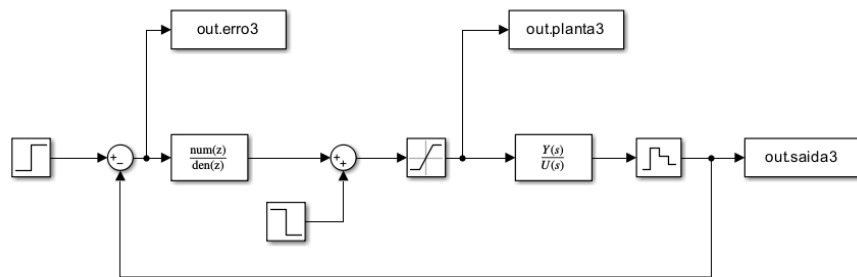 out.erro3
out.planta3
+
−
num(z)
den(z)
+
+
Y(s)
U(s)
out.saida3